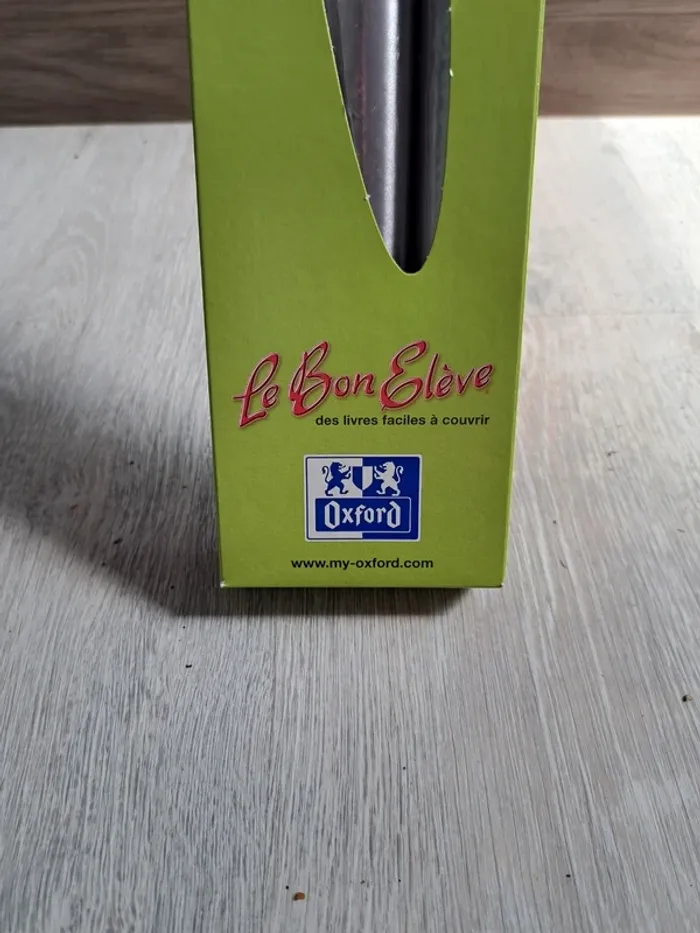 Le Bon Elève
des livres faciles à couvrir
Oxford
www.my-oxford.com